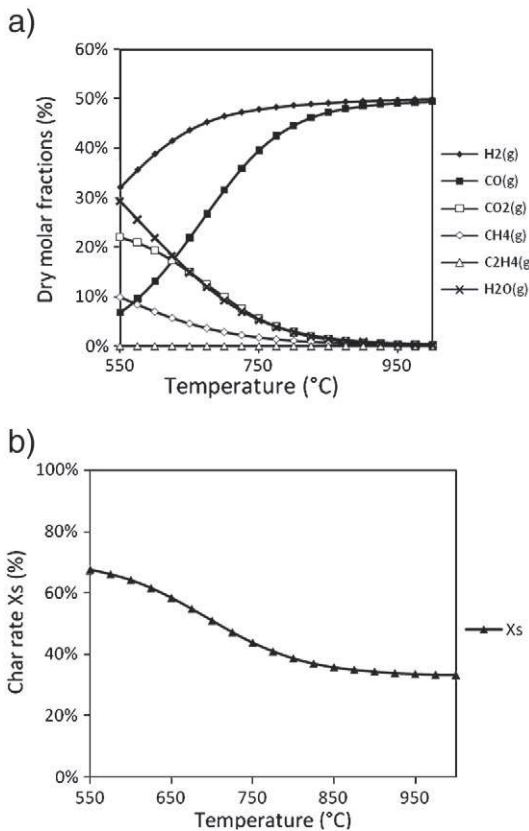 a)
60%
50%
40%
30%
20%
10%
0%
Dry molar fractions (%)
550
750
950
Temperature (°C)
H2(g)
CO(g)
CO2(g)
CH4(g)
C2H4(g
H2O(g)
b)
100%
80%
60%
40%
20%
0%
Char rate Xs (%)
550
650
750
850
950
Temperature (°C)
Xs